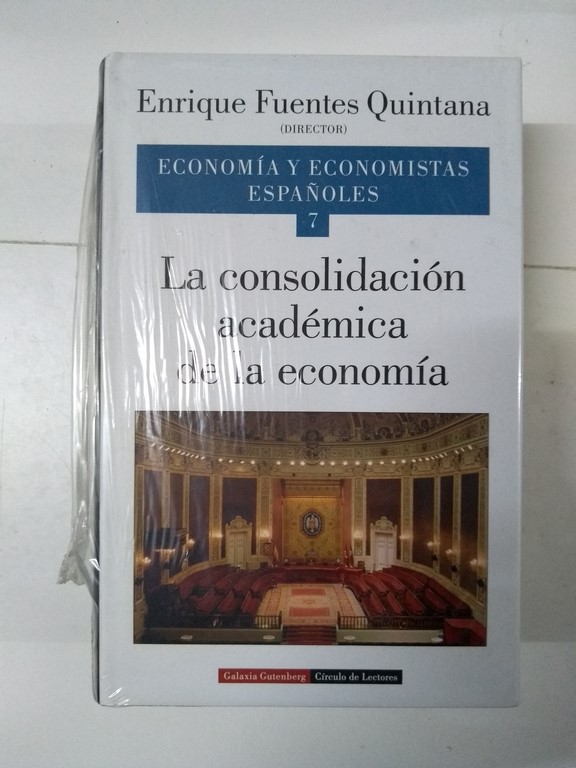 Enrique Fuentes Quintana
(DIRECTOR)
ECONOMÍA Y ECONOMISTAS
ESPAÑOLES
7
La consolidación
académica
de la economía
Galaxia Gutenberg Círculo de Lectores